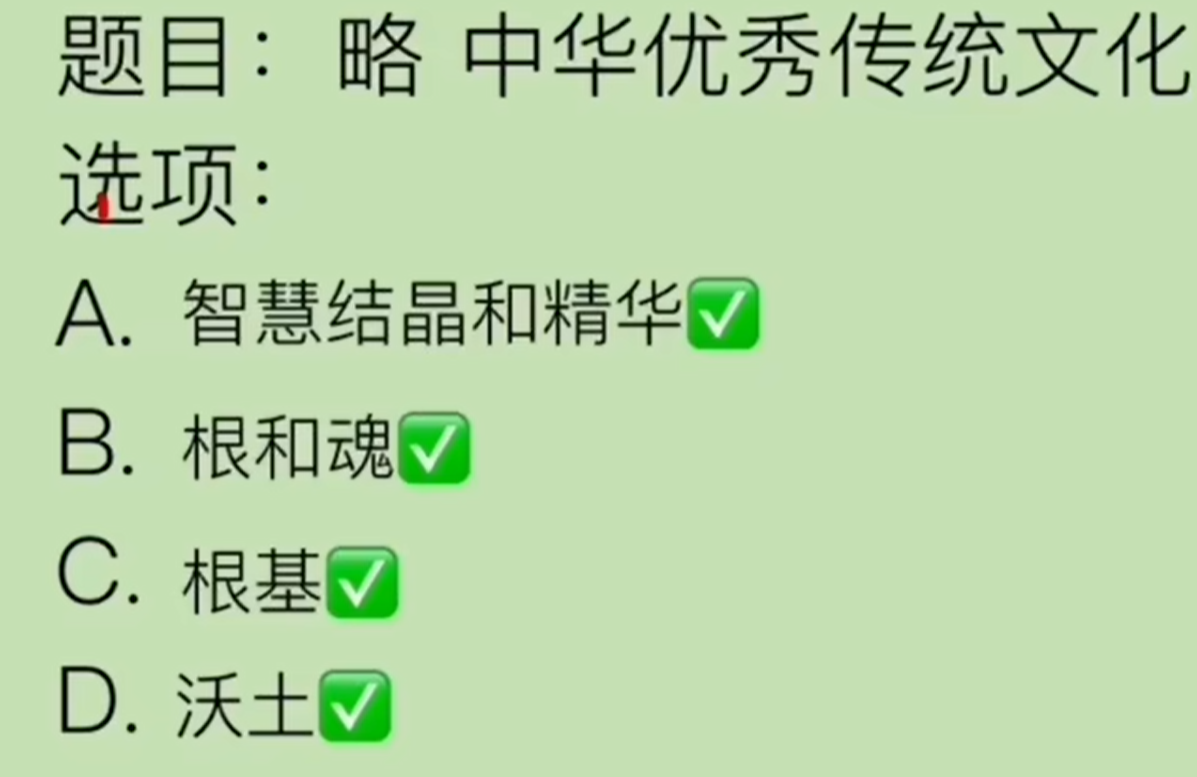 题目： 略 中华优秀传统文化
选项：
A. 智慧结晶和精华✅
B. 根和魂✅
C. 根基✅
D. 沃土✅